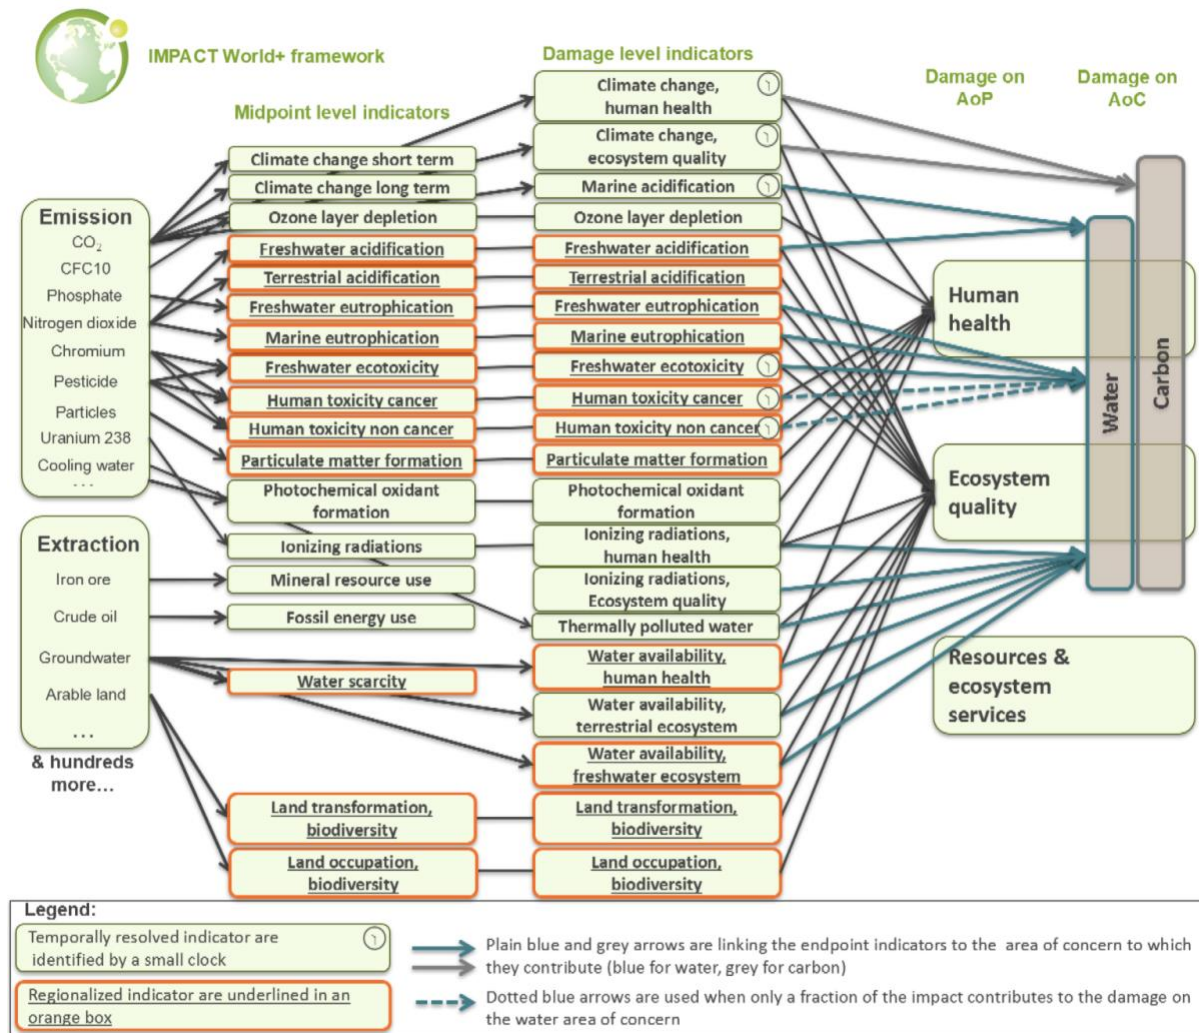 IMPACT World+ framework
Midpoint level indicators
Damage level indicators
Damage on
AoP
Damage on
AoC
Emission
CO₂
CFC10
Phosphate
Nitrogen dioxide
Chromium
Pesticide
Particles
Uranium 238
Cooling water
...
Extraction
Iron ore
Crude oil
Groundwater
Arable land
...
& hundreds
more...
Climate change short term
Climate change long term
Ozone layer depletion
Freshwater acidification
Terrestrial acidification
Freshwater eutrophication
Marine eutrophication
Freshwater ecotoxicity
Human toxicity cancer
Human toxicity non cancer
Particulate matter formation
Photochemical oxidant
formation
Ionizing radiations
Mineral resource use
Fossil energy use
Water scarcity
Land transformation,
biodiversity
Land occupation,
biodiversity
Climate change,
human health
Climate change,
ecosystem quality
Marine acidification
Ozone layer depletion
Freshwater acidification
Terrestrial acidification
Freshwater eutrophication
Marine eutrophication
Freshwater ecotoxicity
Human toxicity cancer
Human toxicity non cancer
Particulate matter formation
Photochemical oxidant
formation
Ionizing radiations,
human health
Ionizing radiations,
Ecosystem quality
Thermally polluted water
Water availability,
human health
Water availability,
terrestrial ecosystem
Water availability,
freshwater ecosystem
Land transformation,
biodiversity
Land occupation,
biodiversity
Human
health
Ecosystem
quality
Resources &
ecosystem
services
Water
Carbon
Legend:
Temporally resolved indicator are
identified by a small clock
Regionalized indicator are underlined in an
orange box
Plain blue and grey arrows are linking the endpoint indicators to the area of concern to which
they contribute (blue for water, grey for carbon)
Dotted blue arrows are used when only a fraction of the impact contributes to the damage on
the water area of concern